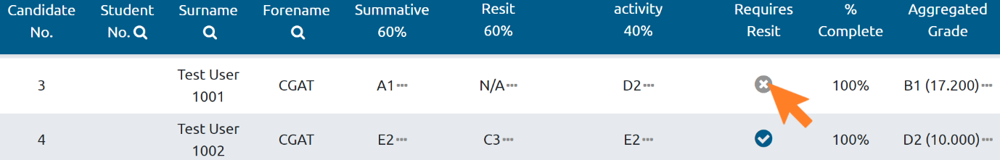 Candidate No. Student No. Surname Forename Summative 60% Resit 60% activity 40% Requires Resit % Complete Aggregated Grade
3 Test User 1001 CGAT A1 N/A D2 100% B1 (17.200)
4 Test User 1002 CGAT E2 C3 E2 100% D2 (10.000)